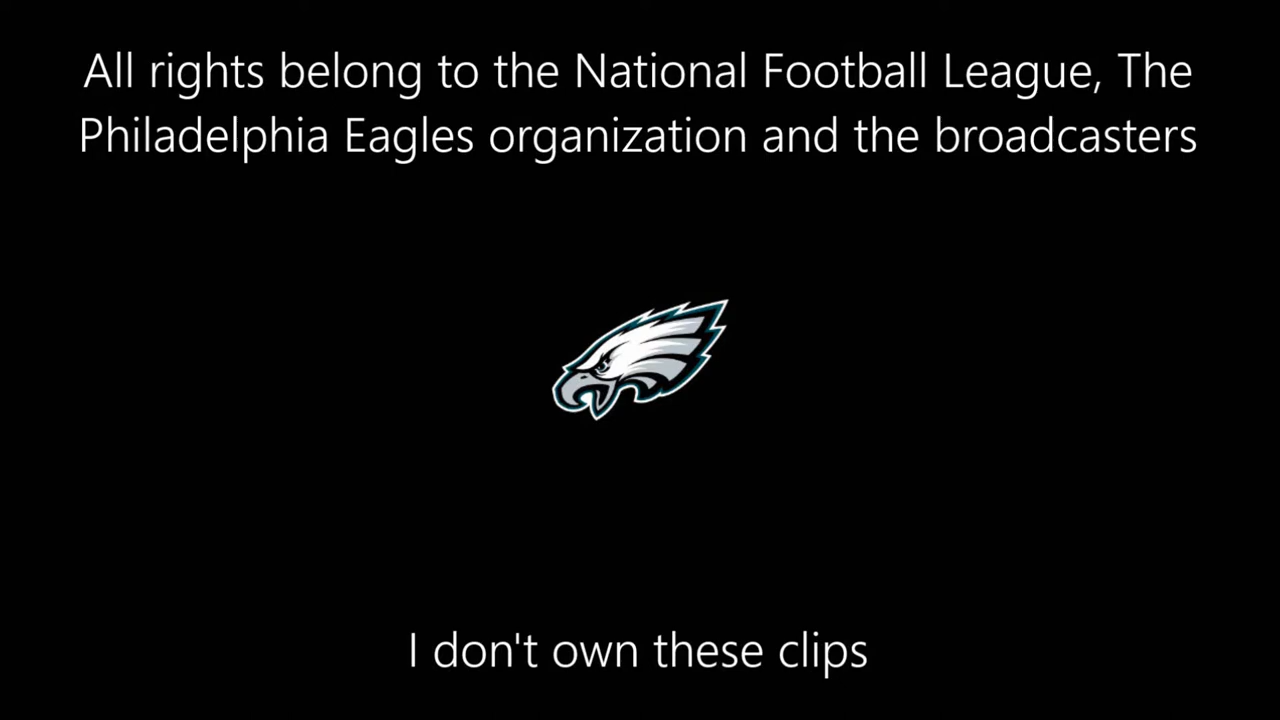 All rights belong to the National Football League, The
Philadelphia Eagles organization and the broadcasters
I don't own these clips